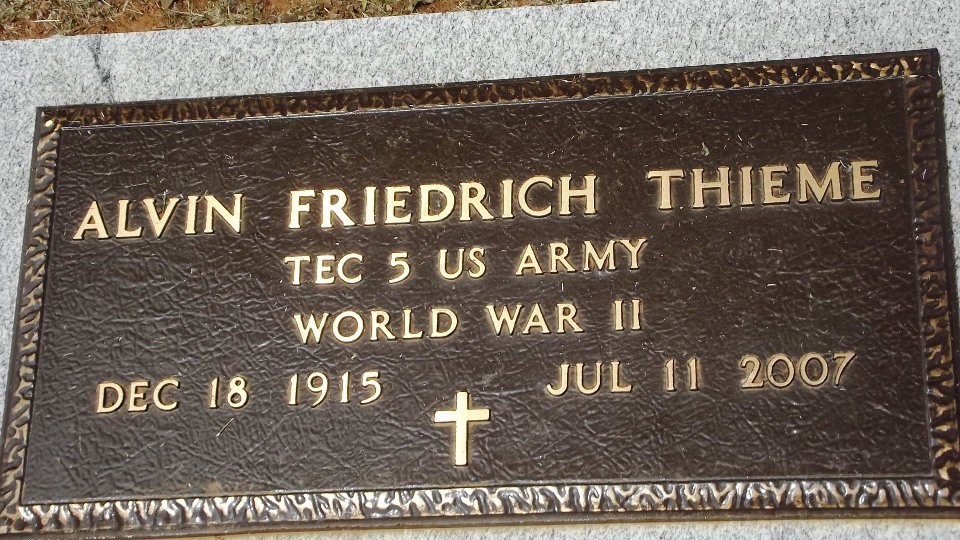 ALVIN FRIEDRICH THIEME
TEC 5 US ARMY
WORLD WAR II
DEC 18 1915 JUL 11 2007